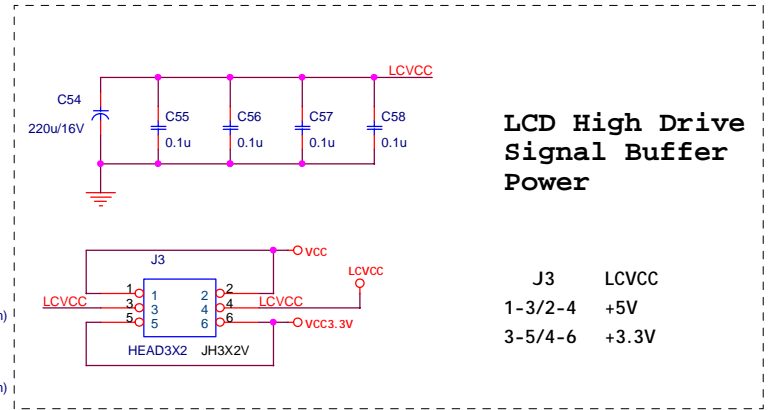 LCVCC
C54
220u/16V
C55
0.1u
C56
0.1u
C57
0.1u
C58
0.1u
LCD High Drive
Signal Buffer
Power
J3
VCC
LCVCC
1 1 2 2
LCVCC 3 3 4 4 LCVCC
5 5 6 6 VCC3.3V
HEAD3X2 JH3X2V
J3 LCVCC
1-3/2-4 +5V
3-5/4-6 +3.3V
)
)